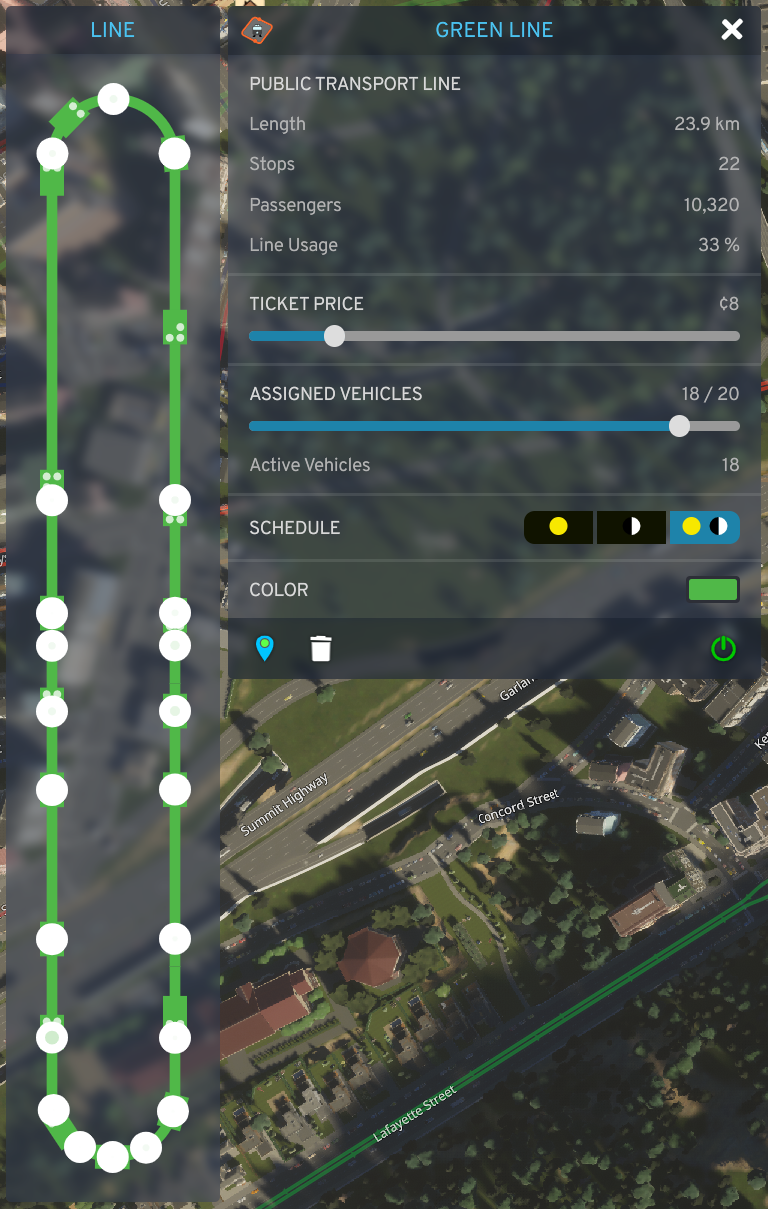 LINE
GREEN LINE
PUBLIC TRANSPORT LINE
Length 23.9 km
Stops 22
Passengers 10,320
Line Usage 33 %
TICKET PRICE ¢8
ASSIGNED VEHICLES 18 / 20
Active Vehicles 18
SCHEDULE
COLOR
Summit Highway
Concord Street
Lafayette Street